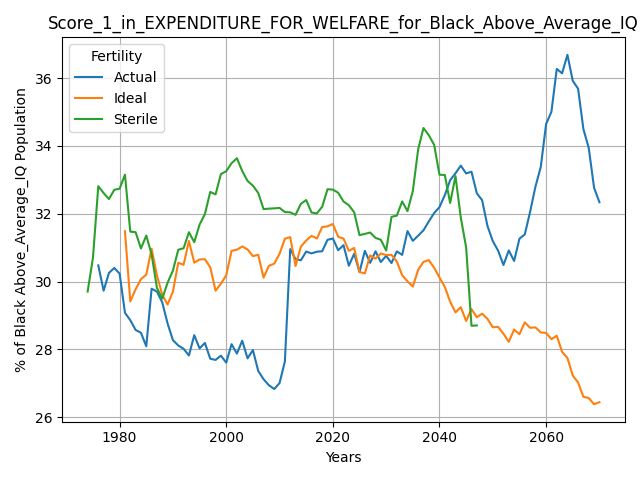 Score_1_in_EXPENDITURE_FOR_WELFARE_for_Black_Above_Average_IQ
Fertility
Actual
Ideal
Sterile
% of Black Above_Average_IQ Population
36
34
32
30
28
26
1980
2000
2020
2040
2060
Years